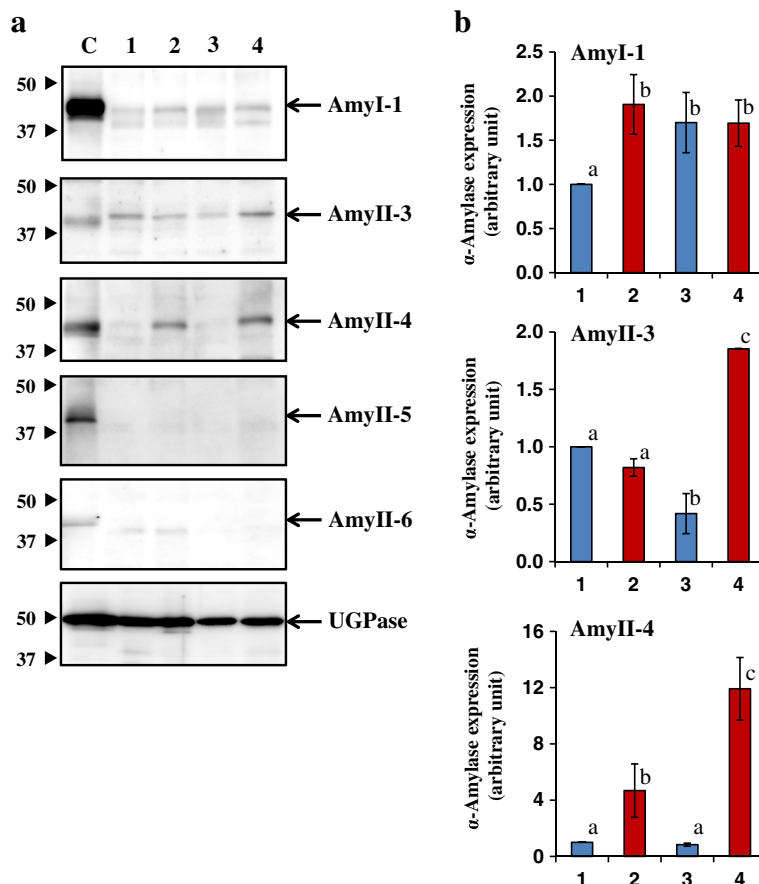 a
C 1 2 3 4
50 ▶
37 ▶
← AmyI-1
50 ▶
37 ▶
← AmyII-3
50 ▶
37 ▶
← AmyII-4
50 ▶
37 ▶
← AmyII-5
50 ▶
37 ▶
← AmyII-6
50 ▶
37 ▶
← UGPase
b
AmyI-1
α-Amylase expression
(arbitrary unit)
2.5
2.0
1.5
1.0
0.5
0.0
a b b b
1 2 3 4
AmyII-3
α-Amylase expression
(arbitrary unit)
2.0
1.5
1.0
0.5
0.0
a a b c
1 2 3 4
AmyII-4
α-Amylase expression
(arbitrary unit)
16
12
8
4
0
a b a c
1 2 3 4